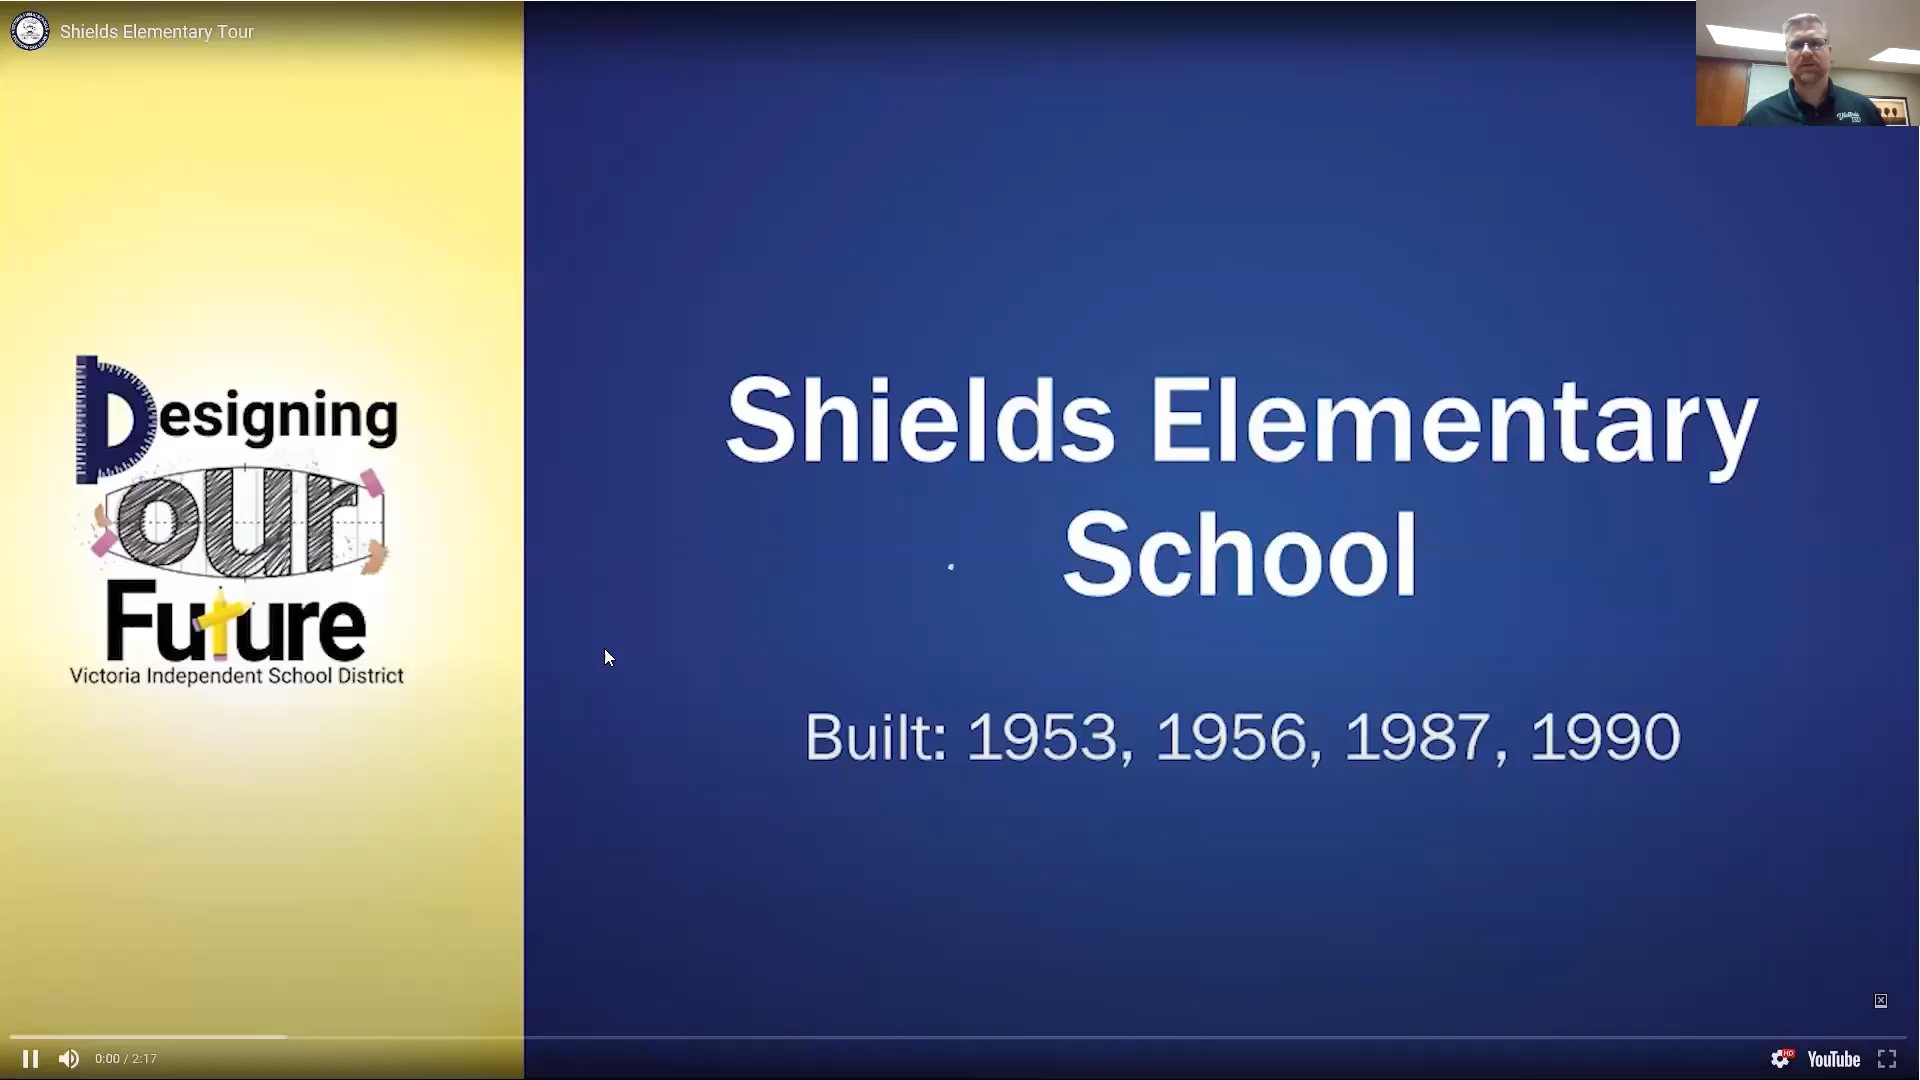 Shields Elementary Tour
Designing
our
Future
Victoria Independent School District
Shields Elementary
School
Built: 1953, 1956, 1987, 1990
0:00 / 2:17
HD
YouTube